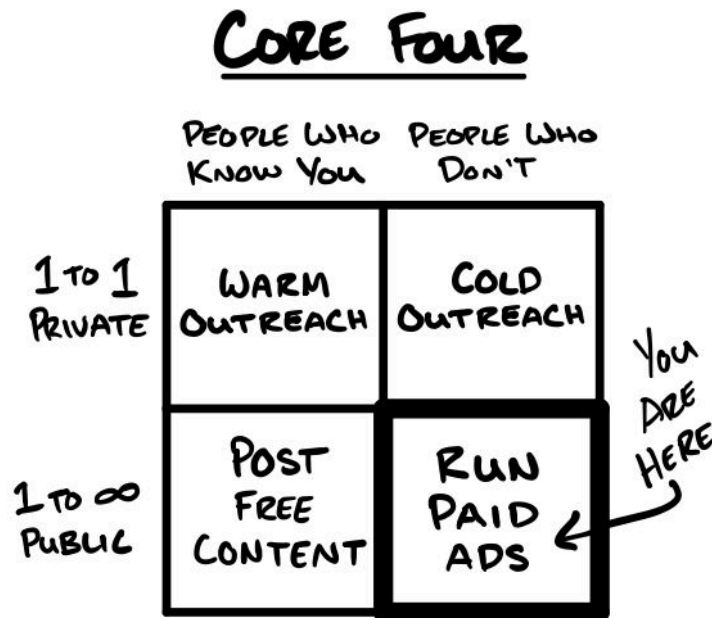 CORE FOUR
PEOPLE WHO
KNOW YOU
PEOPLE WHO
DON'T
1 TO 1
PRIVATE
WARM
OUTREACH
COLD
OUTREACH
1 TO ∞
PUBLIC
POST
FREE
CONTENT
RUN
PAID
ADS
YOU
ARE
HERE